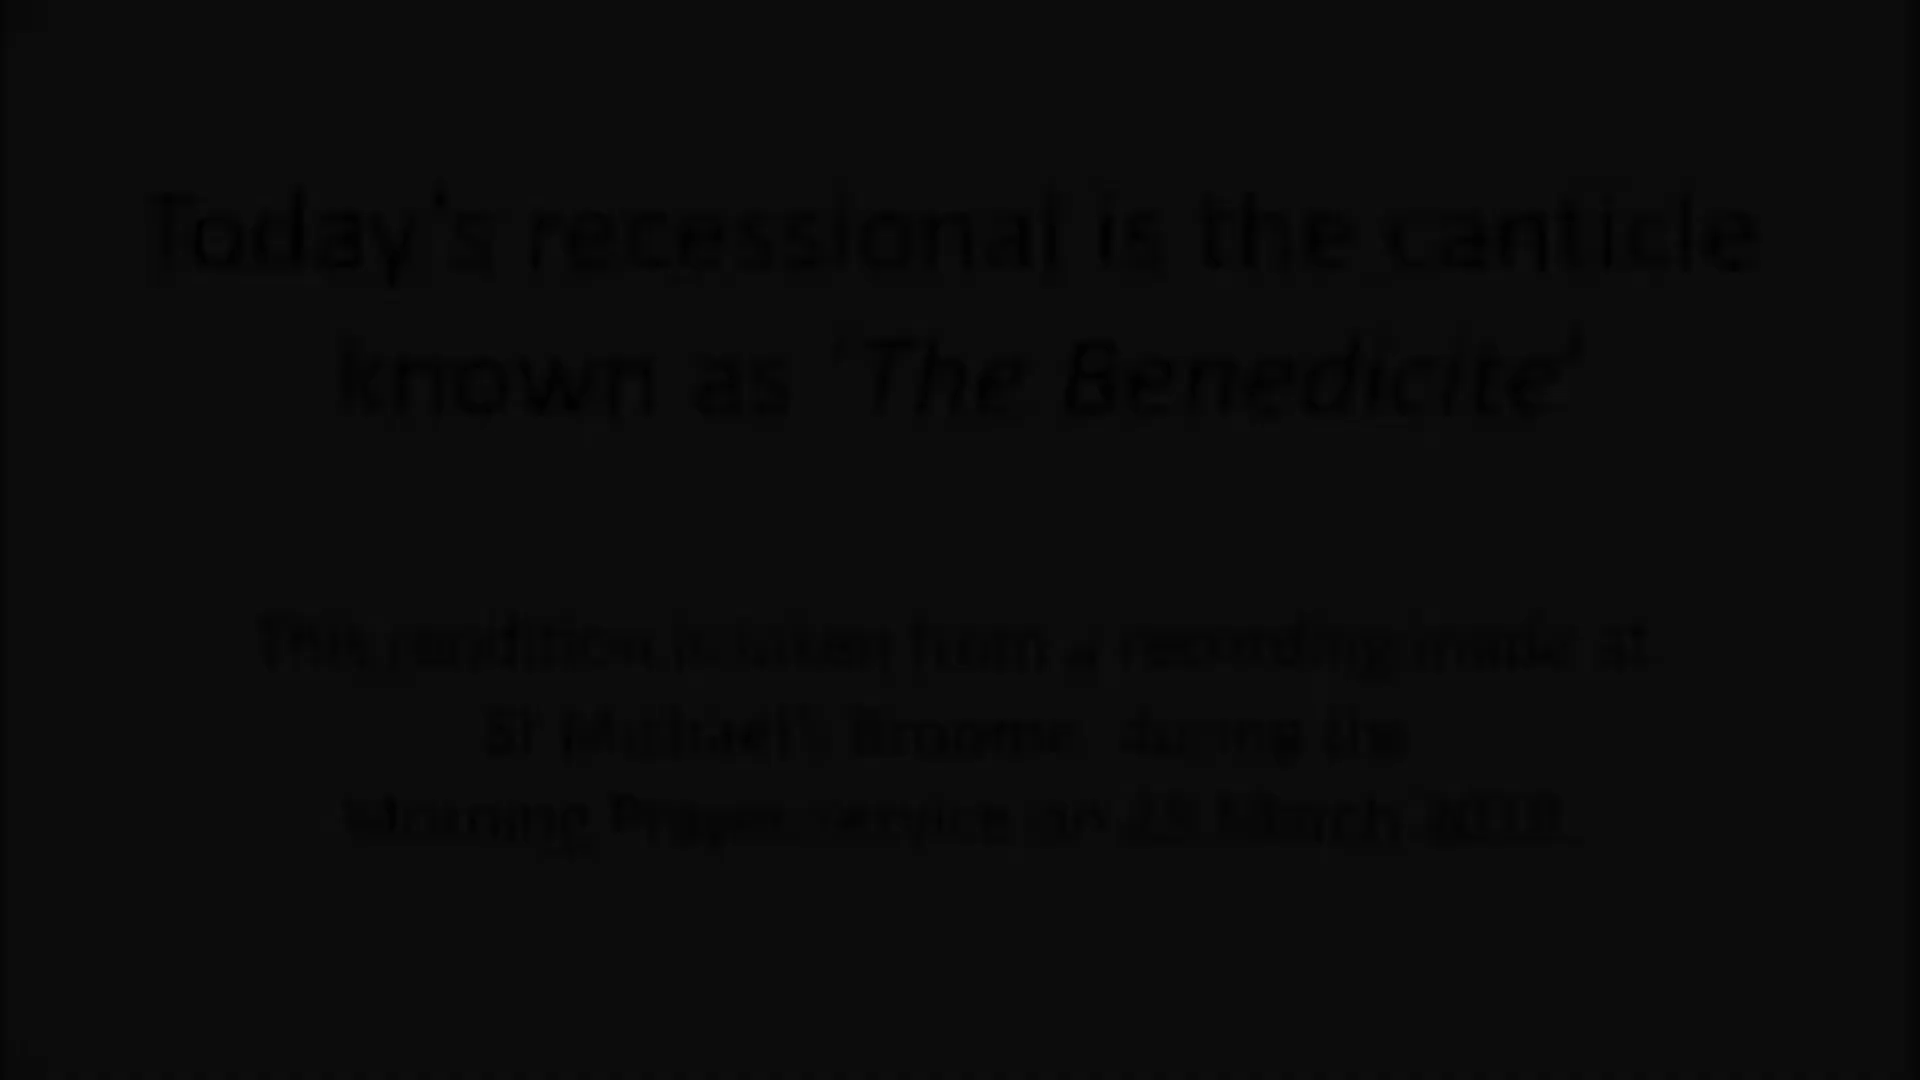 Today's recessional is the canticle
known as 'The Benedicite'
This rendition is taken from a recording made at
St Michael's Broome, during the
Morning Prayer service on March